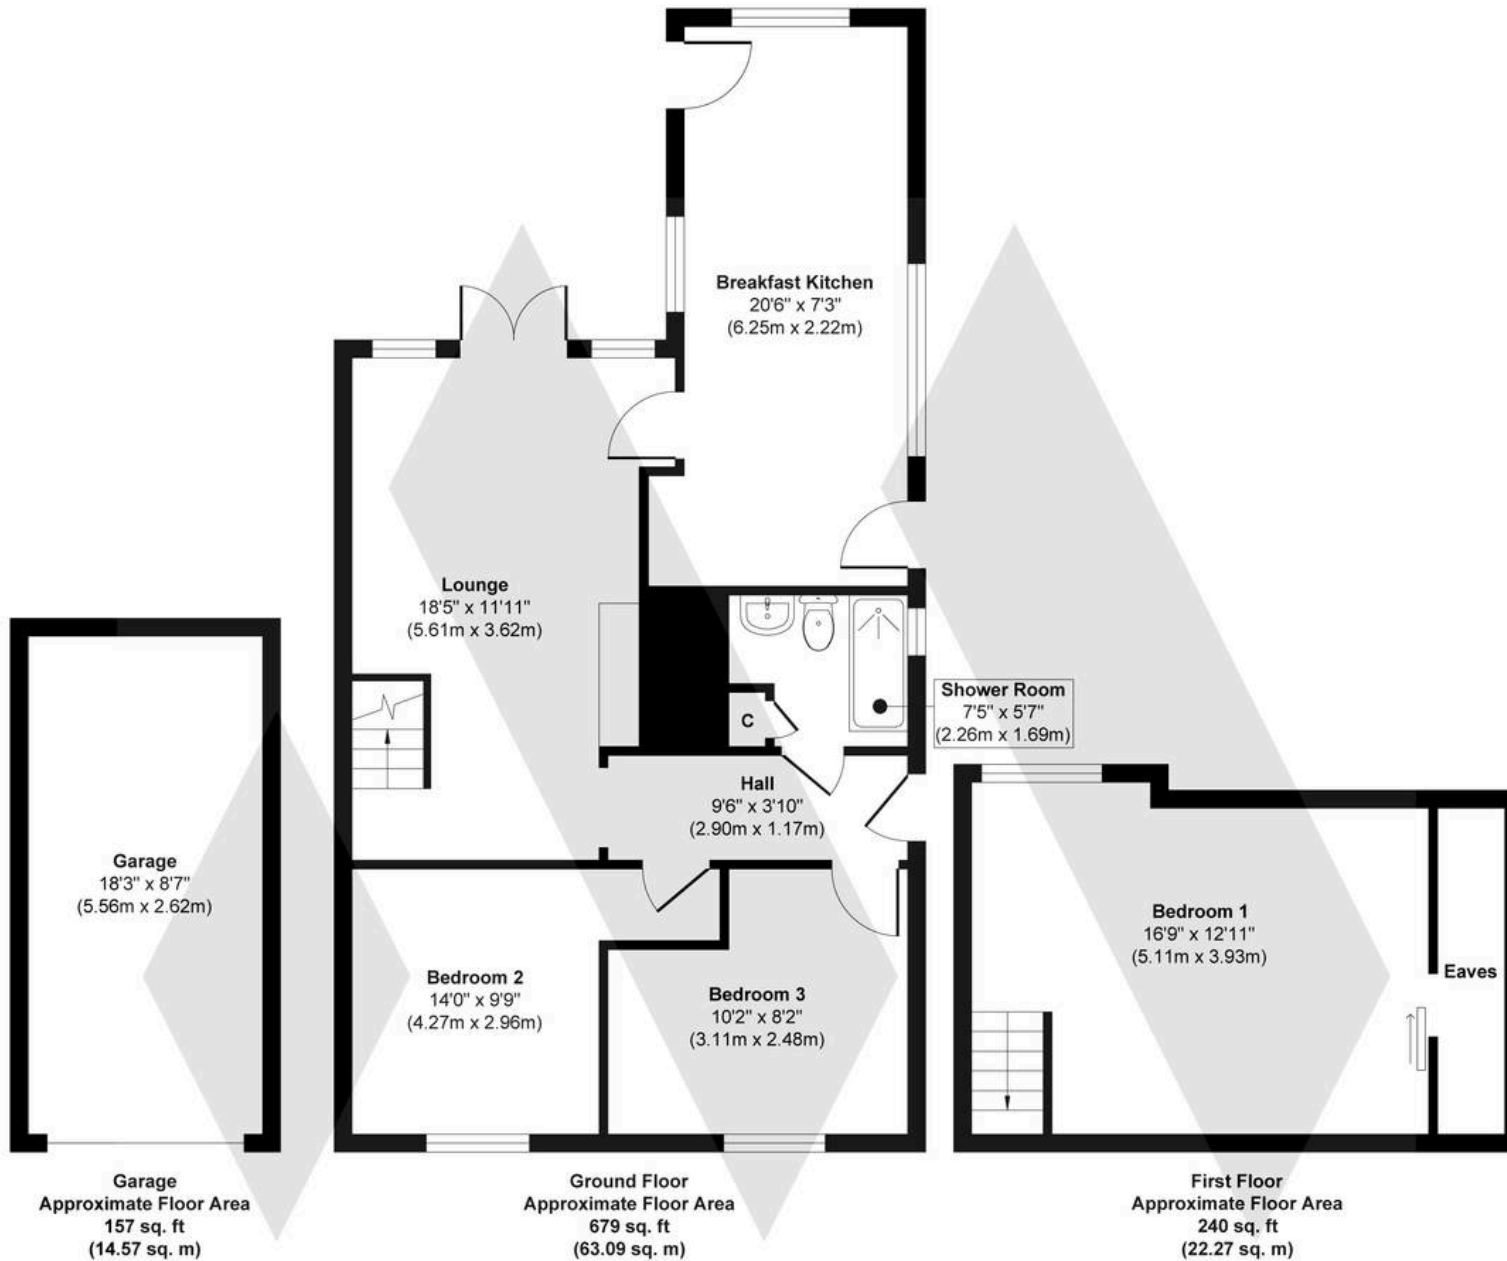 Breakfast Kitchen
20'6" x 7'3"
(6.25m x 2.22m)
Lounge
18'5" x 11'11"
(5.61m x 3.62m)
Shower Room
7'5" x 5'7"
(2.26m x 1.69m)
C
Hall
9'6" x 3'10"
(2.90m x 1.17m)
Garage
18'3" x 8'7"
(5.56m x 2.62m)
Bedroom 2
14'0" x 9'9"
(4.27m x 2.96m)
Bedroom 3
10'2" x 8'2"
(3.11m x 2.48m)
Bedroom 1
16'9" x 12'11"
(5.11m x 3.93m)
Eaves
Garage
Approximate Floor Area
157 sq. ft
(14.57 sq. m)
Ground Floor
Approximate Floor Area
679 sq. ft
(63.09 sq. m)
First Floor
Approximate Floor Area
240 sq. ft
(22.27 sq. m)